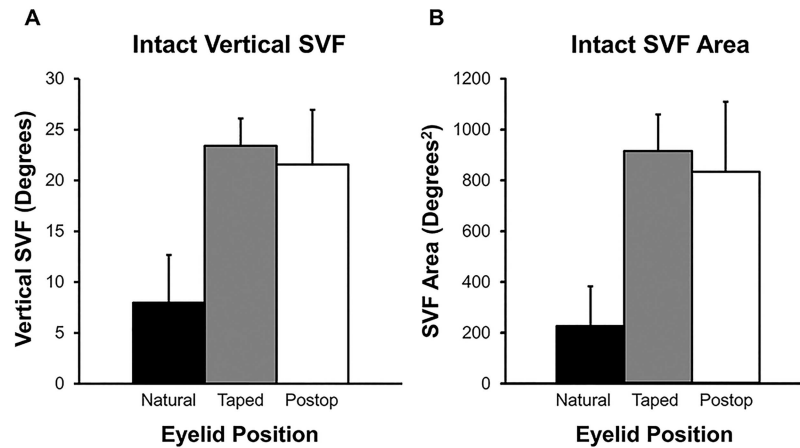 A
Intact Vertical SVF
Vertical SVF (Degrees)
30
25
20
15
10
5
0
Natural Taped Postop
Eyelid Position
B
Intact SVF Area
SVF Area (Degrees²)
1200
1000
800
600
400
200
0
Natural Taped Postop
Eyelid Position